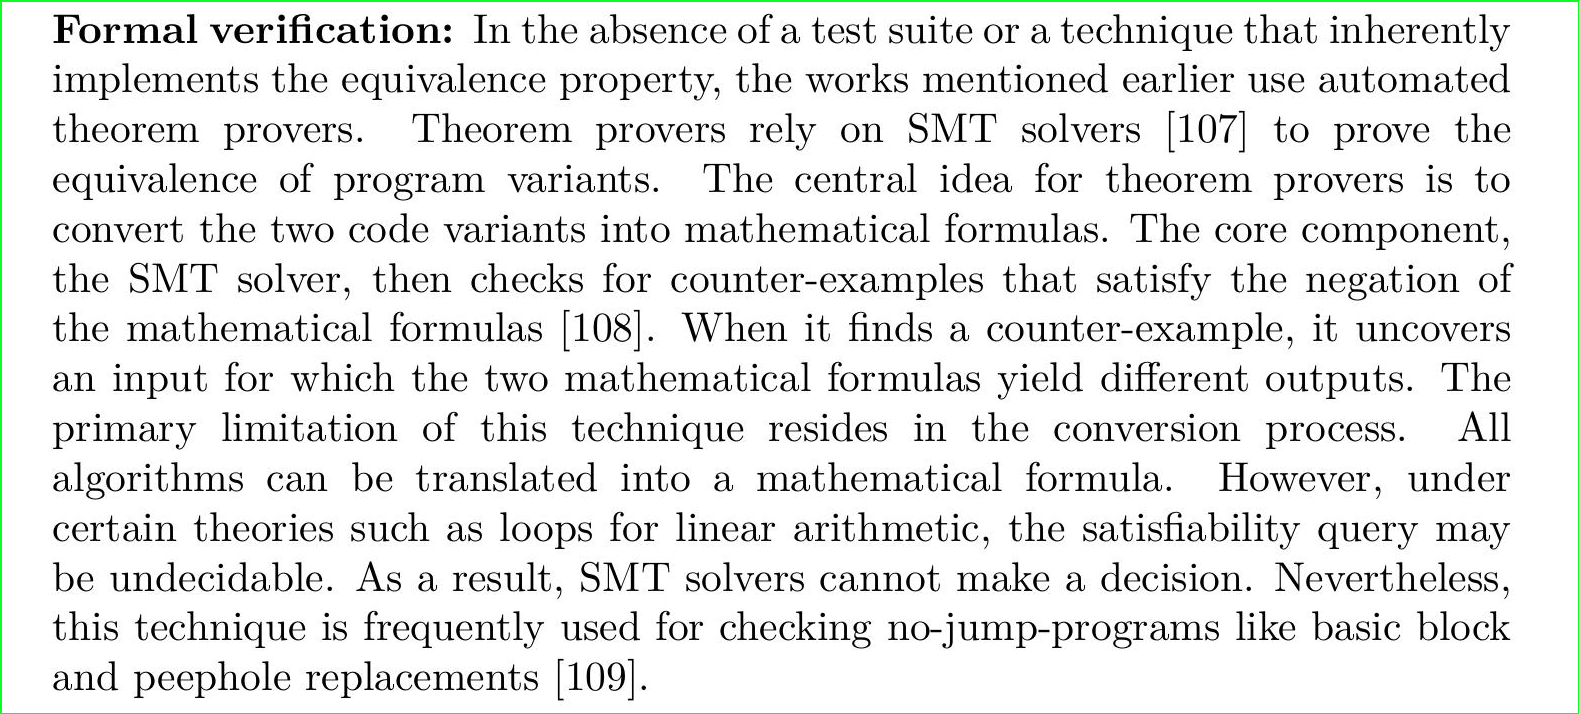 Formal verification: In the absence of a test suite or a technique that inherently
implements the equivalence property, the works mentioned earlier use automated
theorem provers. Theorem provers rely on SMT solvers [107] to prove the
equivalence of program variants. The central idea for theorem provers is to
convert the two code variants into mathematical formulas. The core component,
the SMT solver, then checks for counter-examples that satisfy the negation of
the mathematical formulas [108]. When it finds a counter-example, it uncovers
an input for which the two mathematical formulas yield different outputs. The
primary limitation of this technique resides in the conversion process. All
algorithms can be translated into a mathematical formula. However, under
certain theories such as loops for linear arithmetic, the satisfiability query may
be undecidable. As a result, SMT solvers cannot make a decision. Nevertheless,
this technique is frequently used for checking no-jump-programs like basic block
and peephole replacements [109].